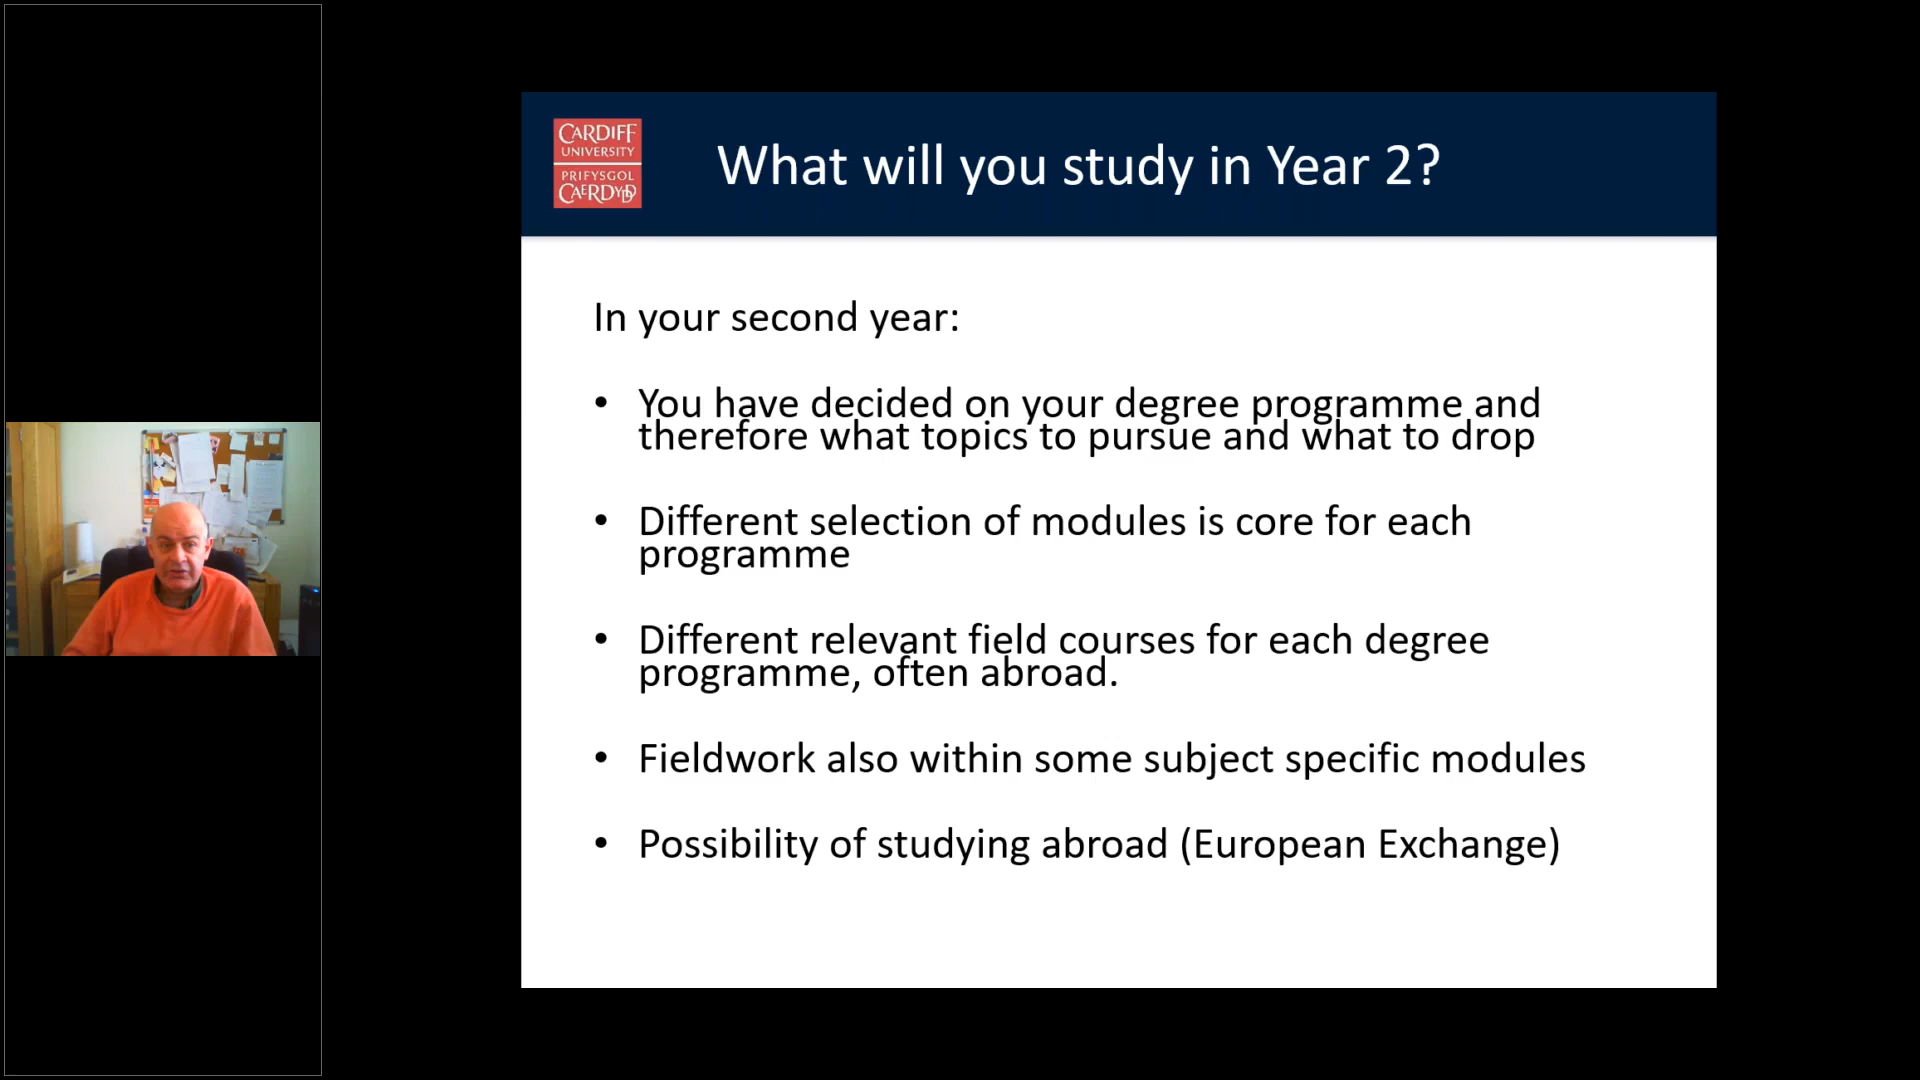 CARDIFF
UNIVERSITY
PRIFYSGOL
CAERDYDD
What will you study in Year 2?
In your second year:
• You have decided on your degree programme and
therefore what topics to pursue and what to drop
• Different selection of modules is core for each
programme
• Different relevant field courses for each degree
programme, often abroad.
• Fieldwork also within some subject specific modules
• Possibility of studying abroad (European Exchange)